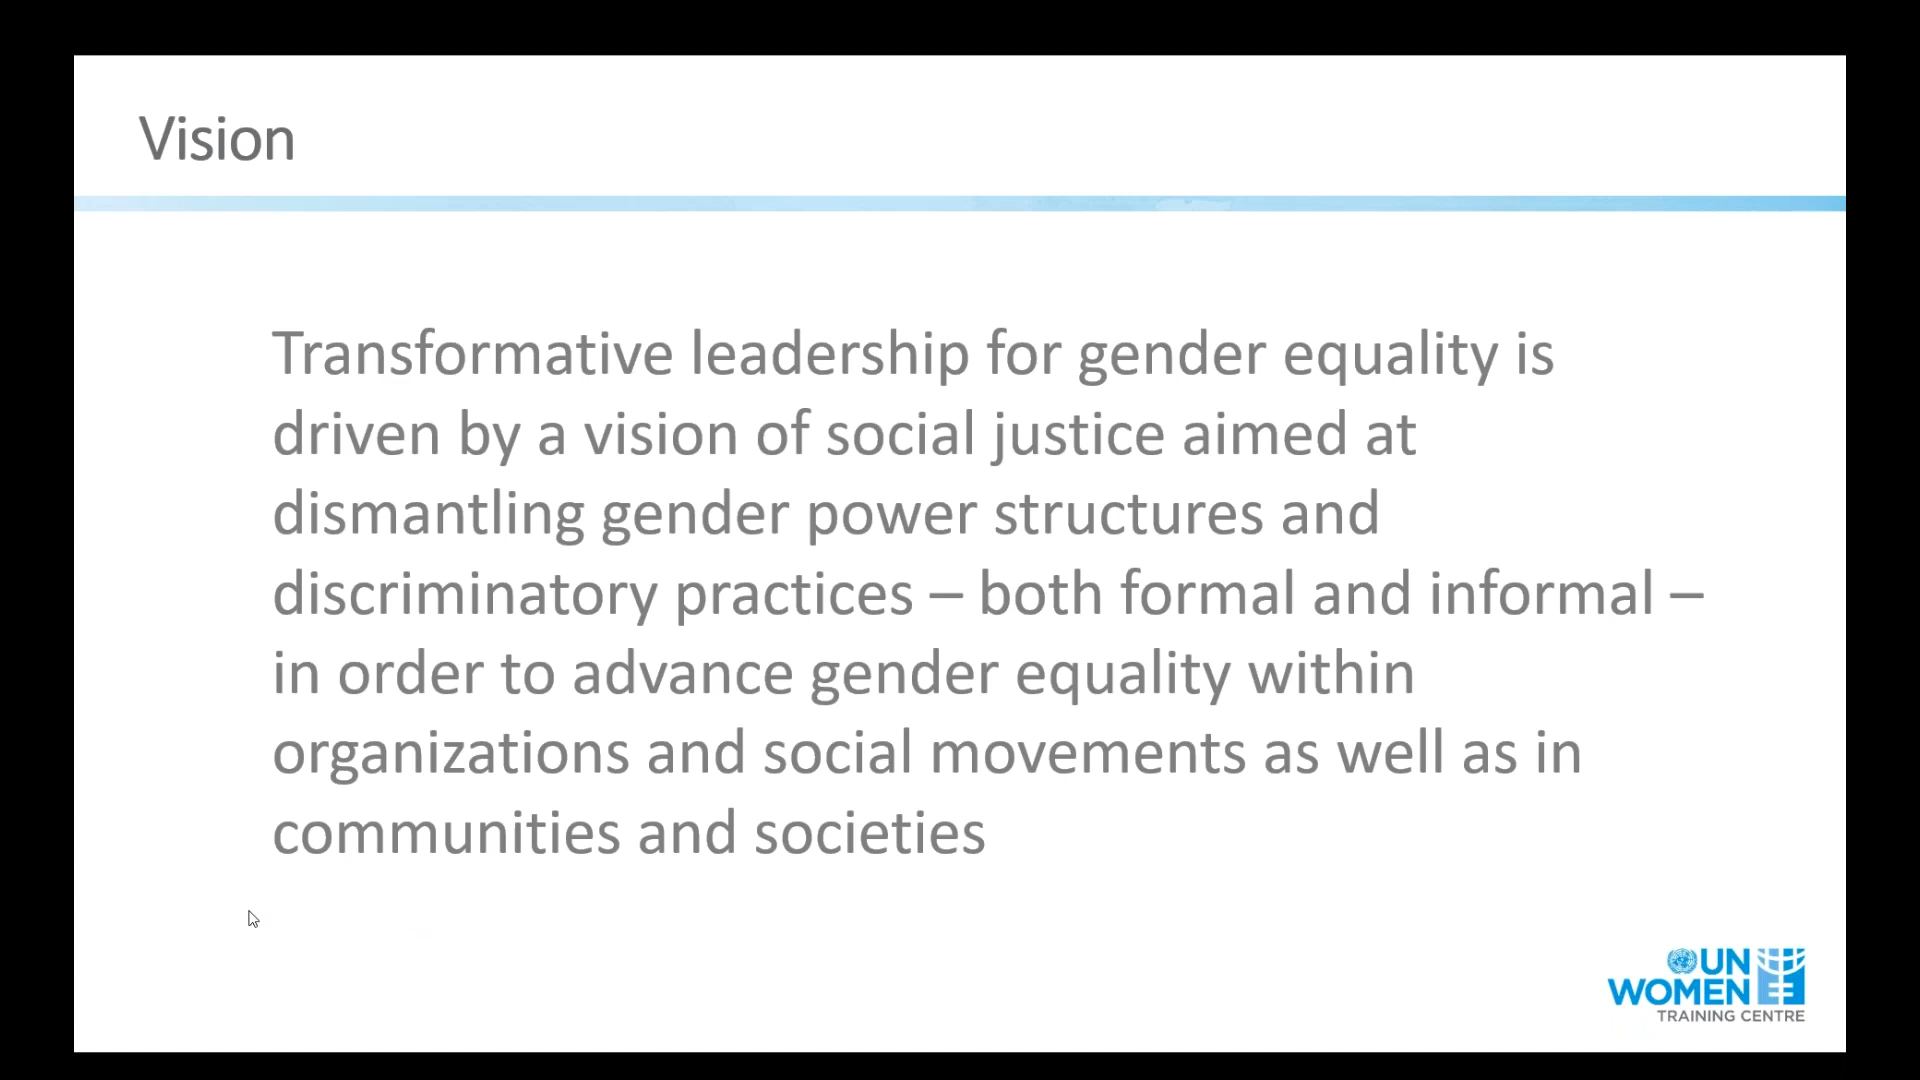 Vision
Transformative leadership for gender equality is
driven by a vision of social justice aimed at
dismantling gender power structures and
discriminatory practices – both formal and informal –
in order to advance gender equality within
organizations and social movements as well as in
communities and societies
UN
WOMEN
TRAINING CENTRE